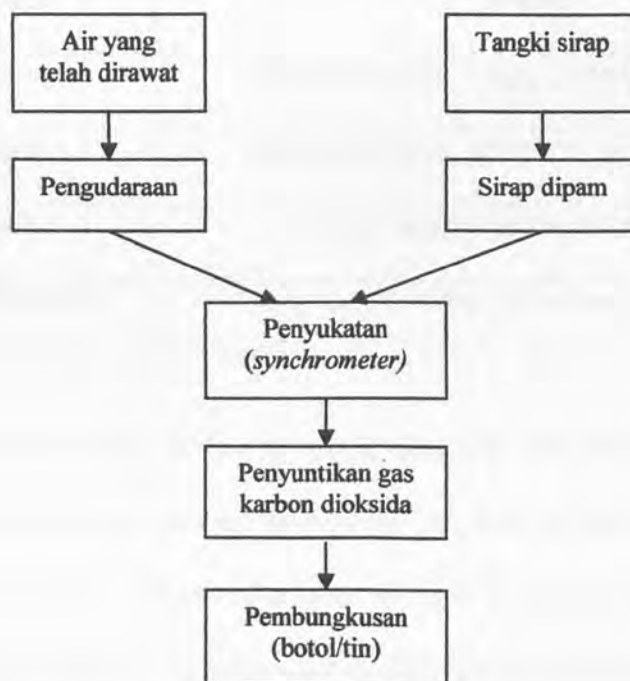 Air yang
telah dirawat
Tangki sirap
Pengudaraan
Sirap dipam
Penyukatan
(synchrometer)
Penyuntikan gas
karbon dioksida
Pembungkusan
(botol/tin)